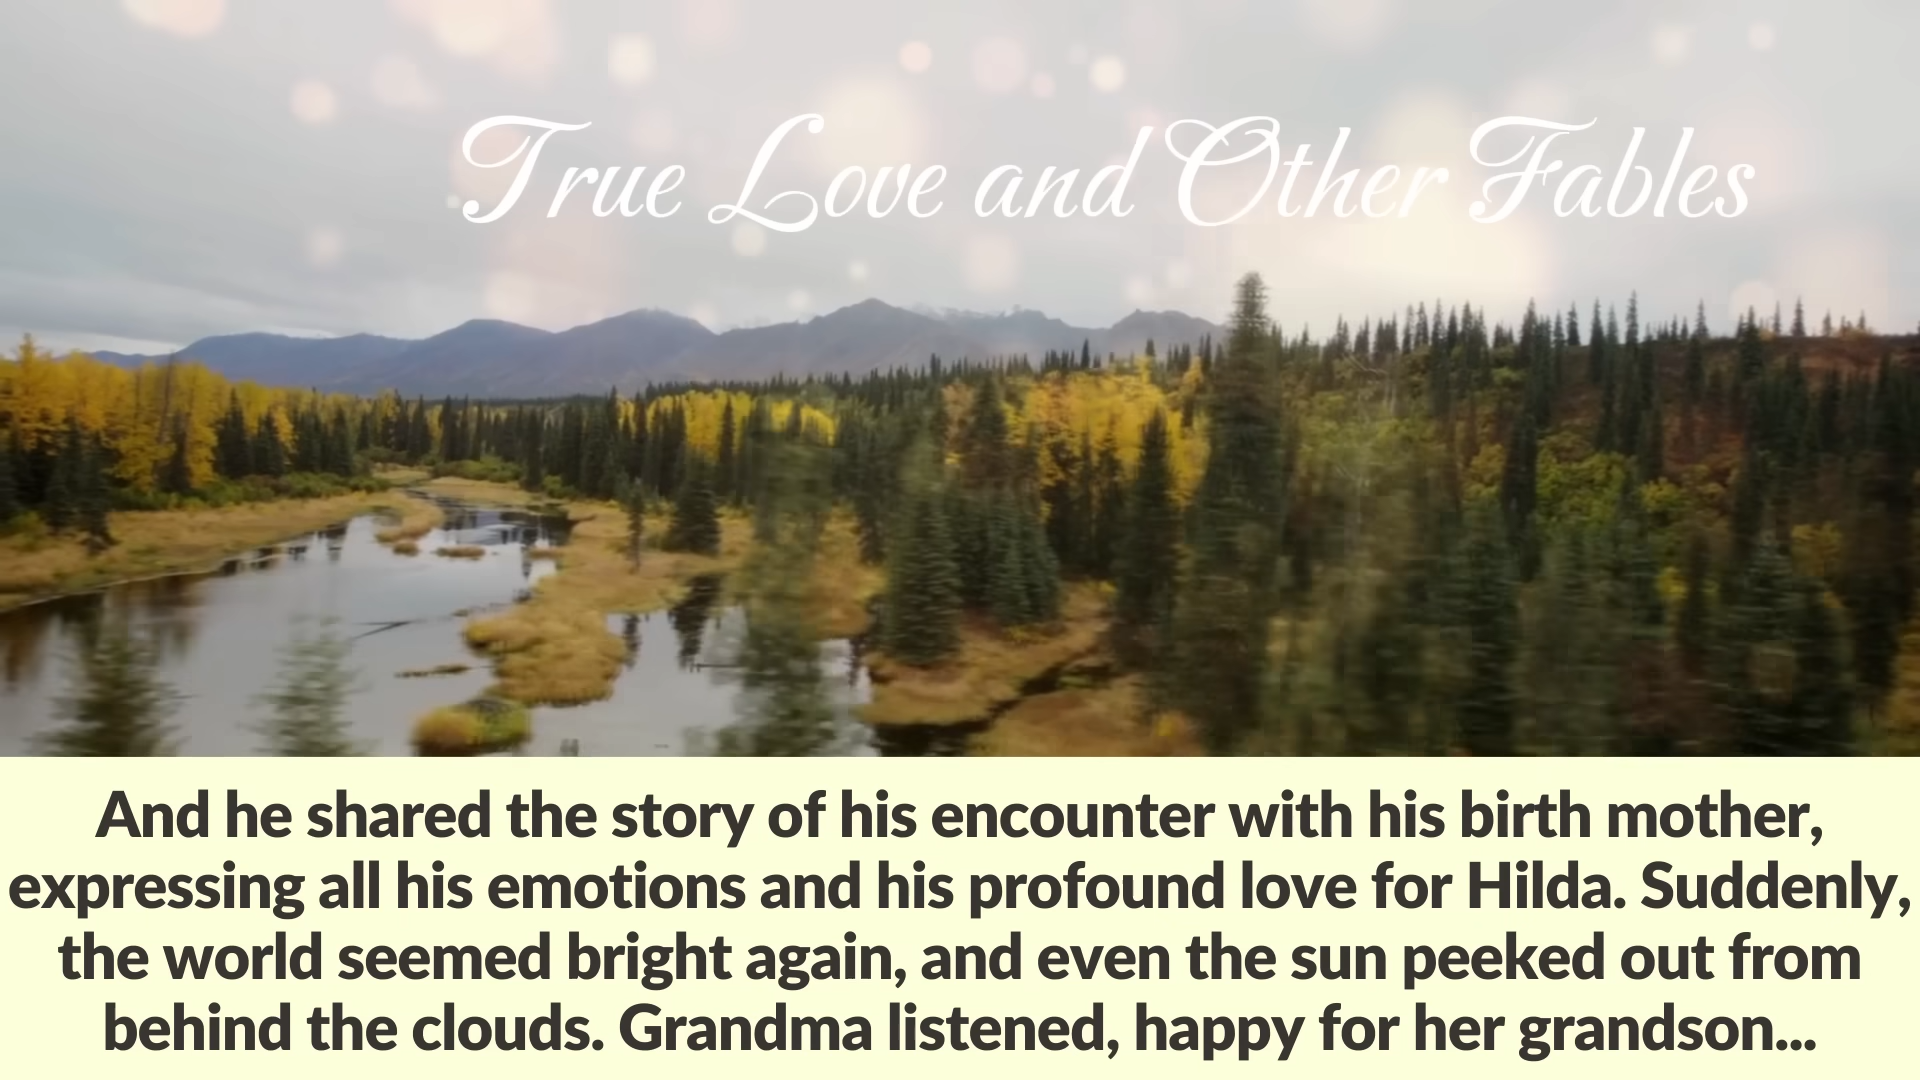 True Love and Other Fables
And he shared the story of his encounter with his birth mother,
expressing all his emotions and his profound love for Hilda. Suddenly,
the world seemed bright again, and even the sun peeked out from
behind the clouds. Grandma listened, happy for her grandson...